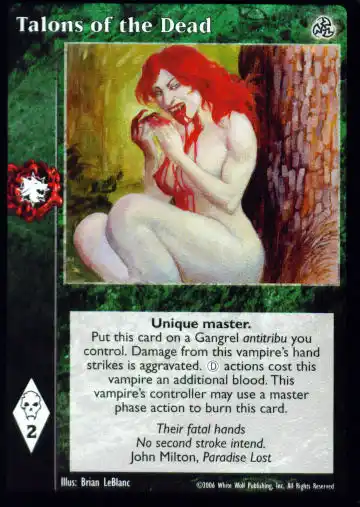 Talons of the Dead
Unique master.
Put this card on a Gangrel antitribu you
control. Damage from this vampire's hand
strikes is aggravated. Ⓓ actions cost this
vampire an additional blood. This
vampire's controller may use a master
phase action to burn this card.
Their fatal hands
No second stroke intend.
John Milton, Paradise Lost
2
Illus: Brian LeBlanc
©2006 White Wolf Publishing, Inc. All Rights Reserved